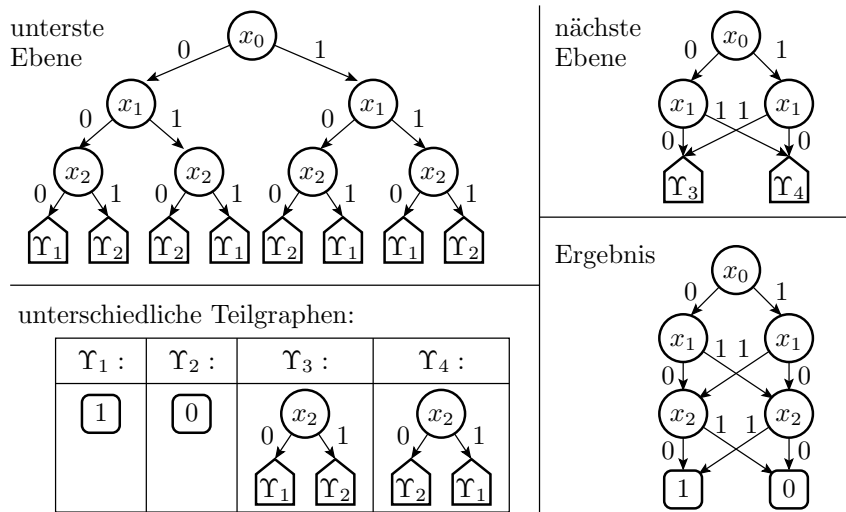 unterste
Ebene
x₀
0 1
x₁ x₁
0 1 0 1
x₂ x₂ x₂ x₂
0 1 0 1 0 1 0 1
ϒ₁ ϒ₂ ϒ₂ ϒ₁ ϒ₂ ϒ₁ ϒ₁ ϒ₂
unterschiedliche Teilgraphen:
ϒ₁ : ϒ₂ : ϒ₃ : ϒ₄ :
1 0 x₂ x₂
0 1 0 1
ϒ₁ ϒ₂ ϒ₂ ϒ₁
nächste
Ebene
x₀
0 1
x₁ 1 1 x₁
0 0
ϒ₃ ϒ₄
Ergebnis
x₀
0 1
x₁ 1 1 x₁
0 0
x₂ 1 1 x₂
0 0
1 0